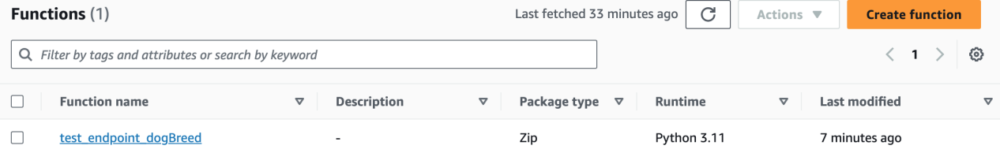 Functions (1) Last fetched 33 minutes ago Actions Create function
Filter by tags and attributes or search by keyword 1
Function name Description Package type Runtime Last modified
test_endpoint_dogBreed - Zip Python 3.11 7 minutes ago